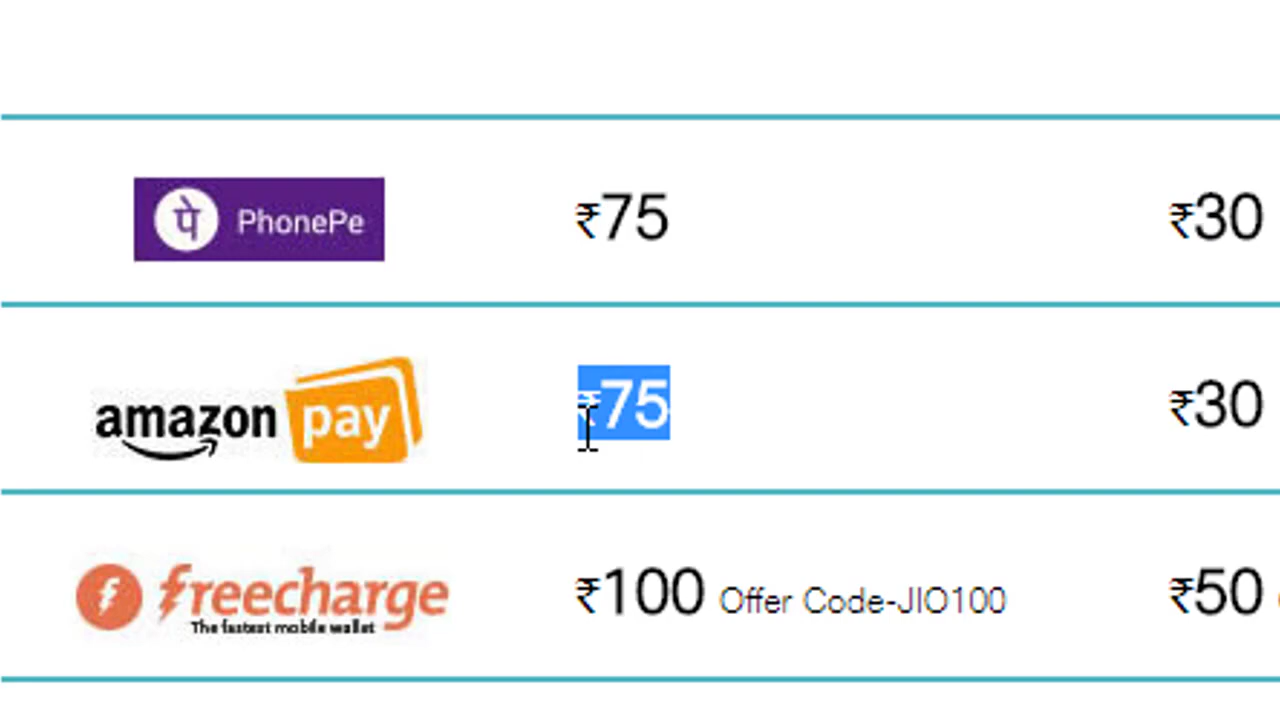 पे PhonePe ₹75 ₹30
amazon pay ₹75 ₹30
freecharge ₹100 Offer Code-JIO100 ₹50
The fastest mobile wallet